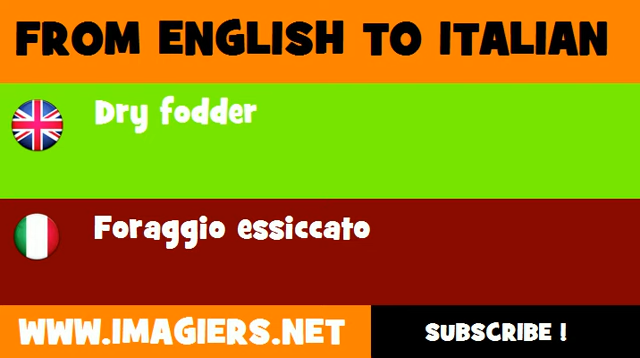 FROM ENGLISH TO ITALIAN
Dry fodder
Foraggio essiccato
WWW.IMAGIERS.NET
SUBSCRIBE !